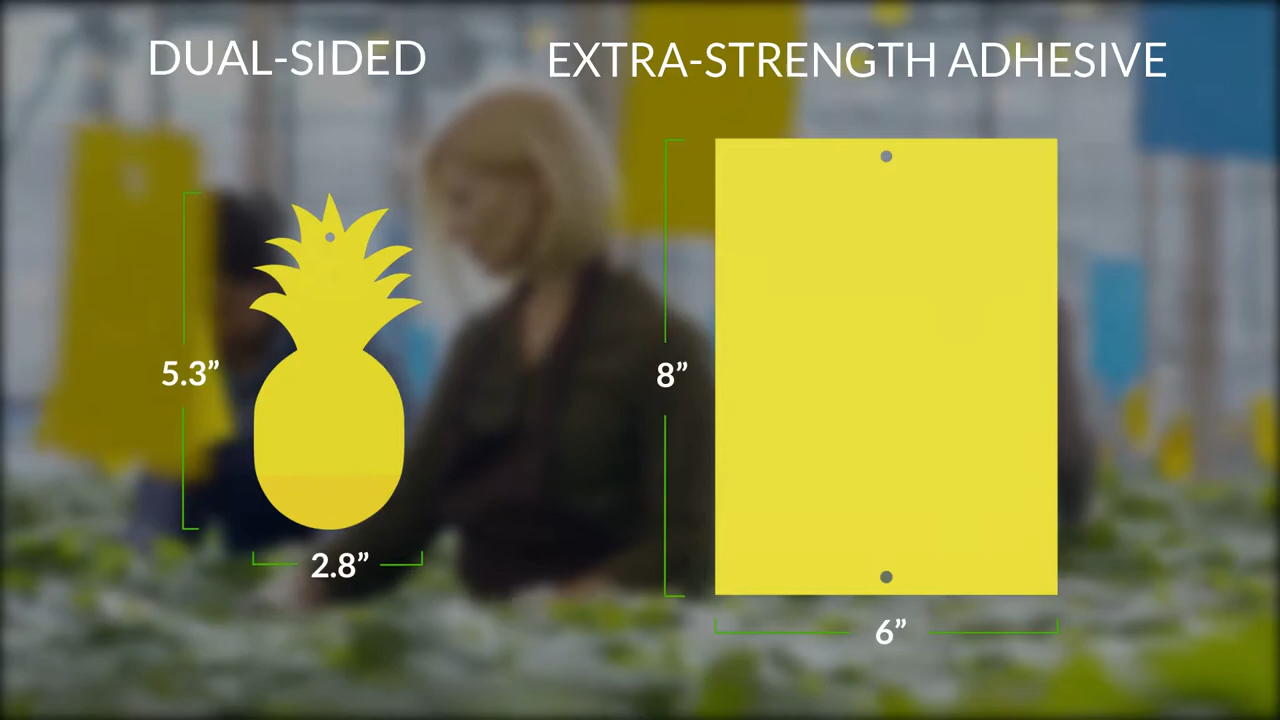 DUAL-SIDED
EXTRA-STRENGTH ADHESIVE
5.3”
2.8”
8”
6”